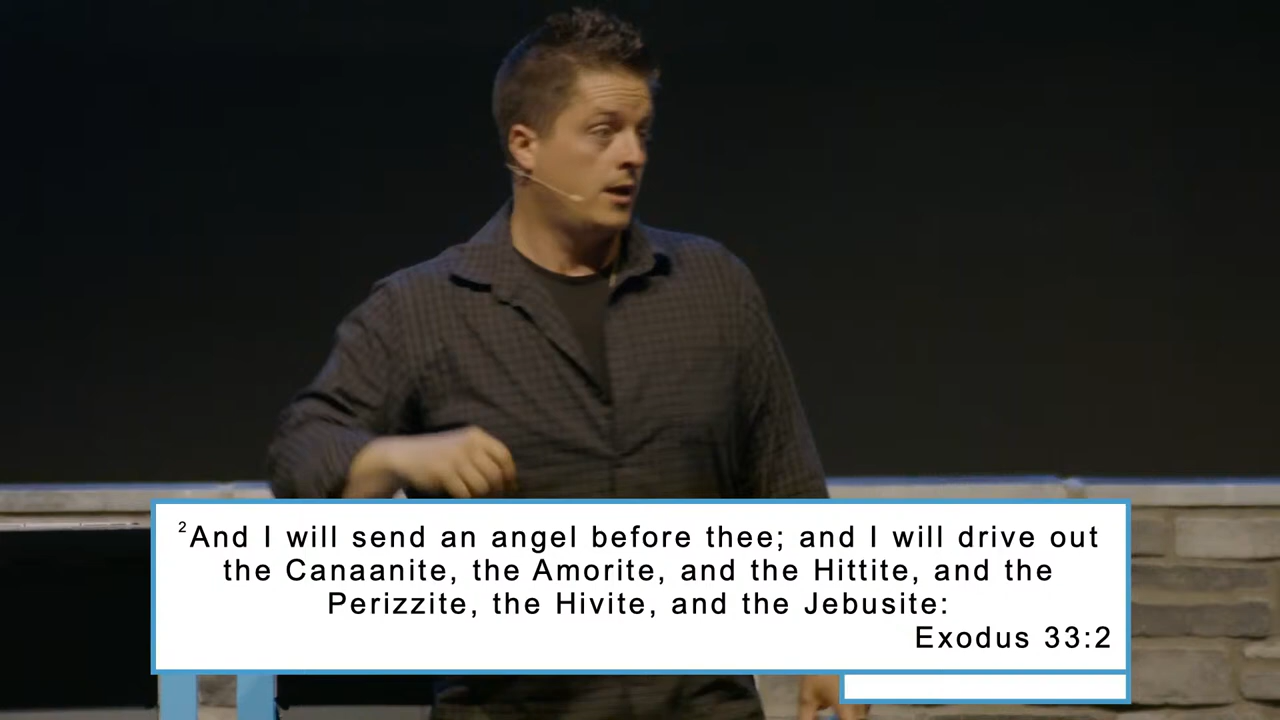 ²And I will send an angel before thee; and I will drive out
the Canaanite, the Amorite, and the Hittite, and the
Perizzite, the Hivite, and the Jebusite:
Exodus 33:2